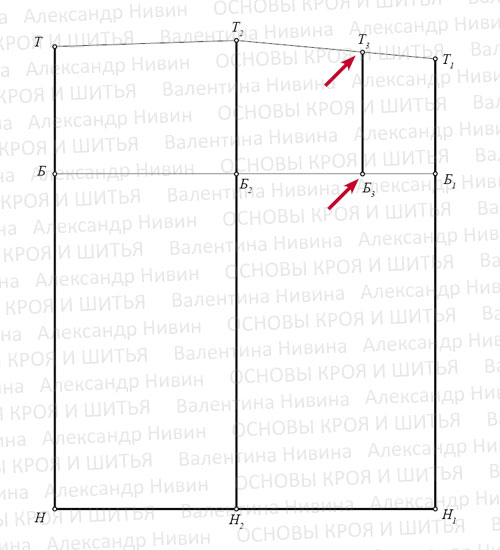 Т
Т₂
Т₃
Т₁
Б
Б₂
Б₃
Б₁
Н
Н₂
Н₁
Валентина Нивина Александр Нивин ОСНОВЫ КРОЯ И ШИТЬЯ